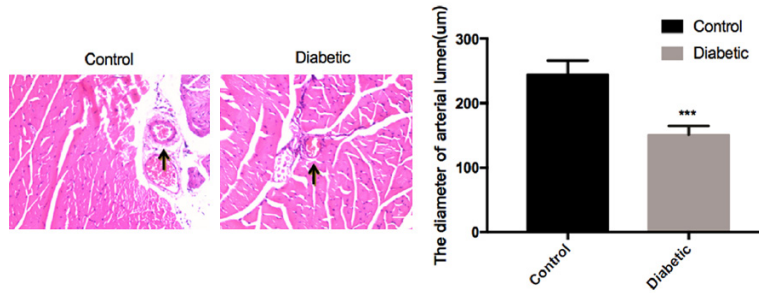 Control
Diabetic
The diameter of arterial lumen(um)
300
200
100
0
***
Control
Diabetic
Control
Diabetic